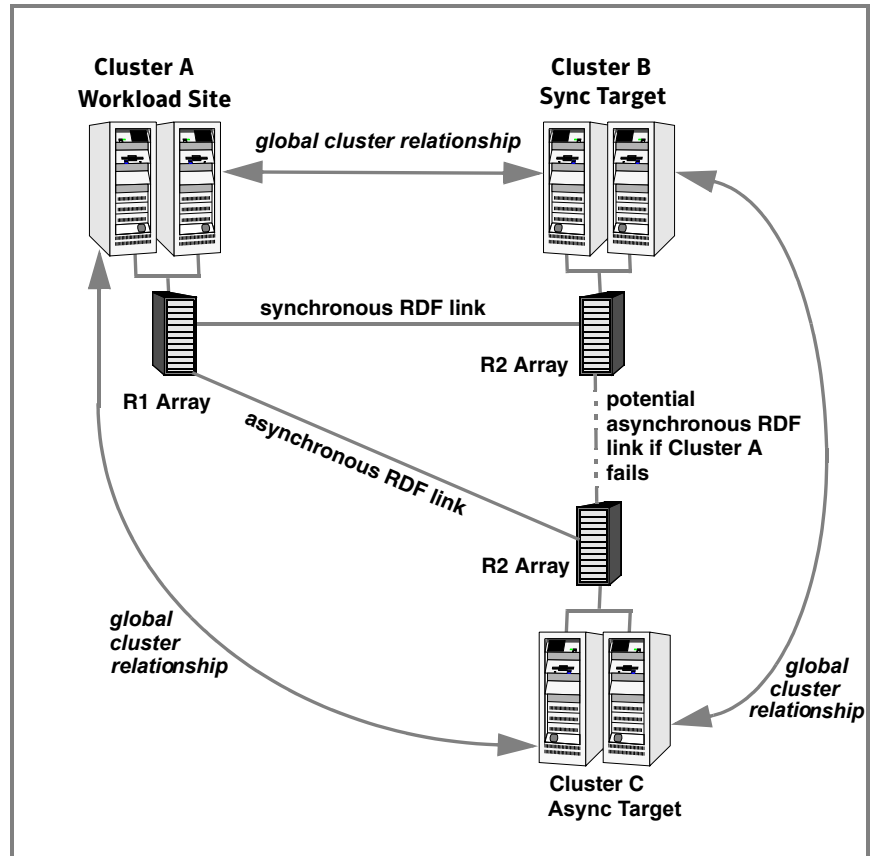 Cluster A
Workload Site
Cluster B
Sync Target
global cluster relationship
synchronous RDF link
R1 Array
R2 Array
asynchronous RDF link
potential
asynchronous RDF
link if Cluster A
fails
R2 Array
global
cluster
relationship
global
cluster
relationship
Cluster C
Async Target